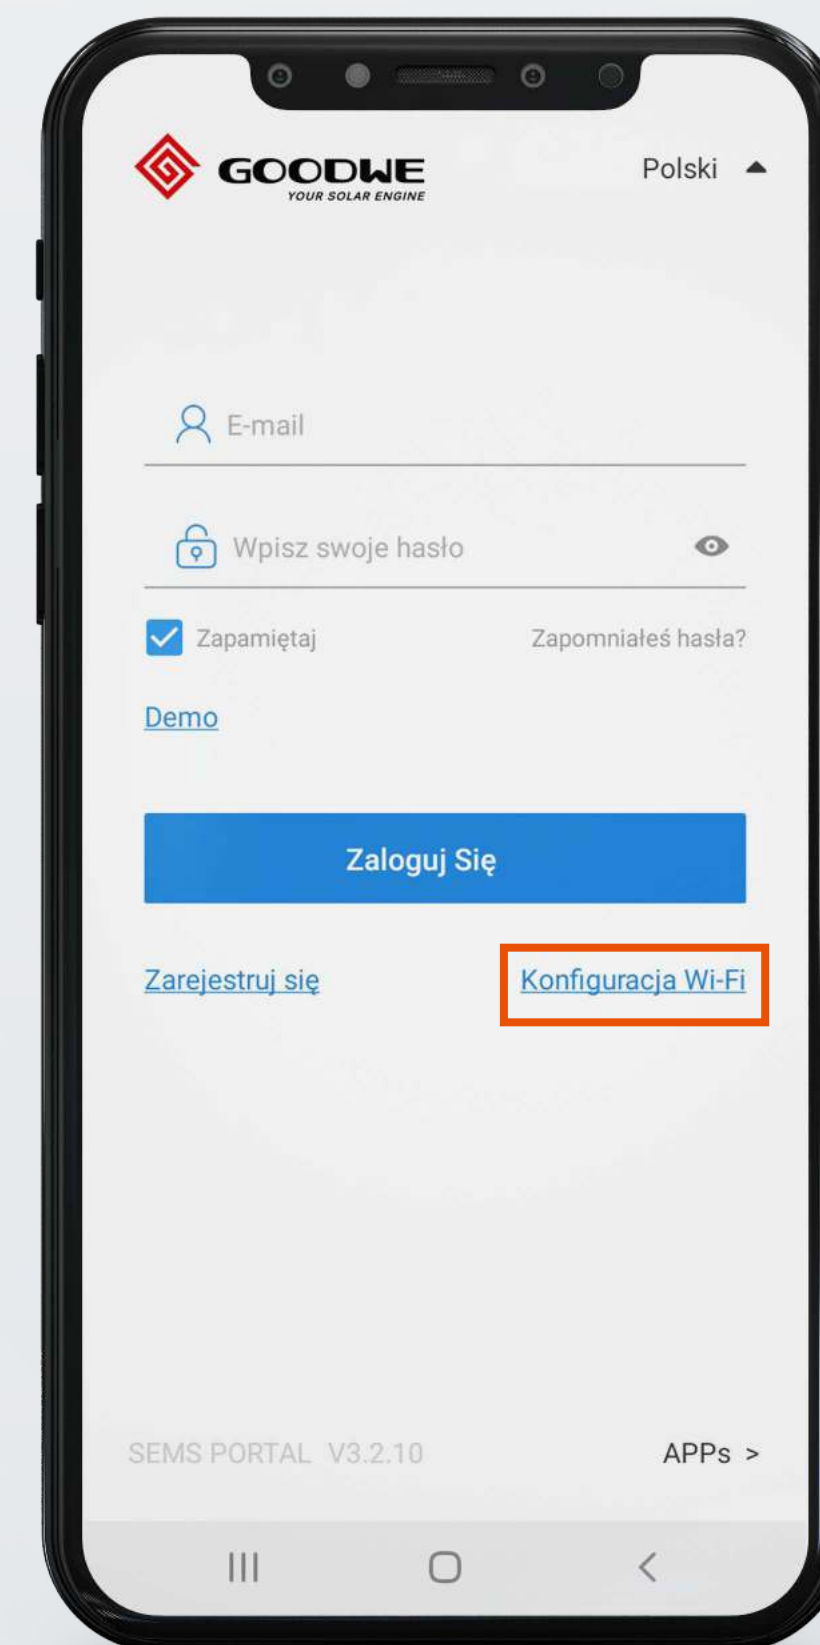 GOODWE
YOUR SOLAR ENGINE
Polski
E-mail
Wpisz swoje hasło
Zapamiętaj
Zapomniałeś hasła?
Demo
Zaloguj Się
Zarejestruj się
Konfiguracja Wi-Fi
SEMS PORTAL V3.2.10
APPs >